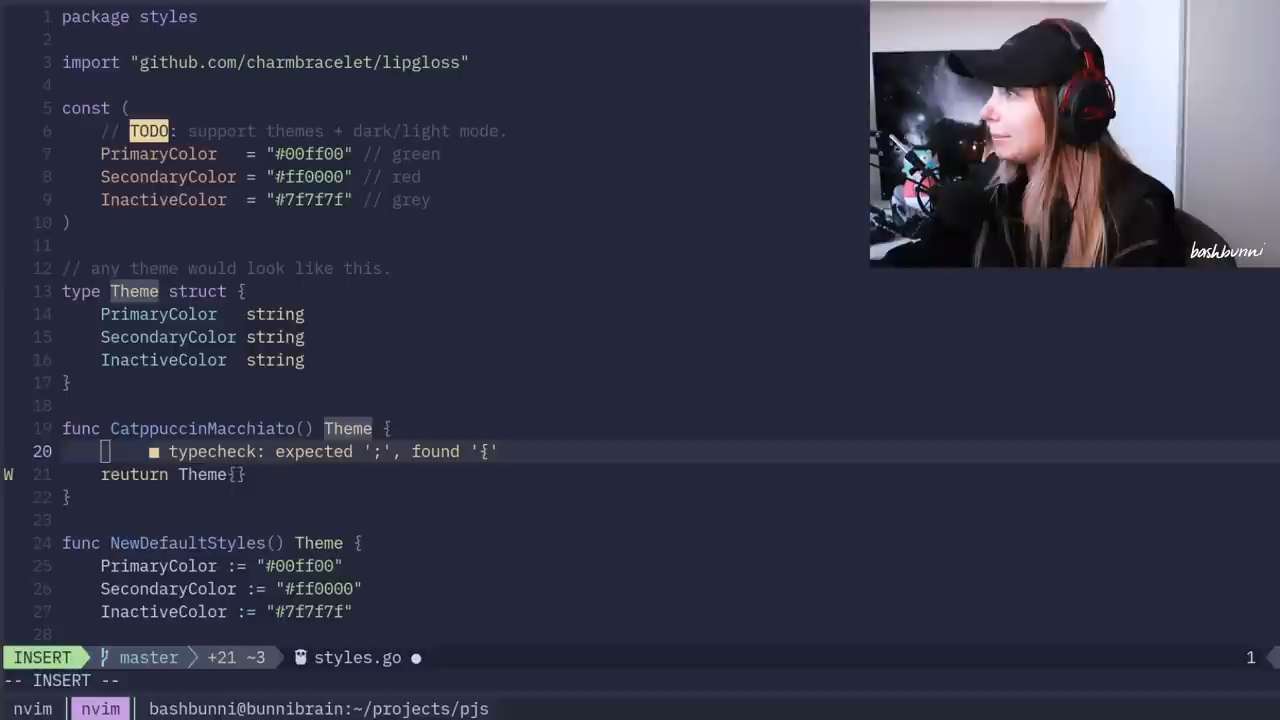 1 package styles
2
3 import "github.com/charmbracelet/lipgloss"
4
5 const (
6 // TODO: support themes + dark/light mode.
7 PrimaryColor = "#00ff00" // green
8 SecondaryColor = "#ff0000" // red
9 InactiveColor = "#7f7f7f" // grey
10 )
11
12 // any theme would look like this.
13 type Theme struct {
14 PrimaryColor string
15 SecondaryColor string
16 InactiveColor string
17 }
18
19 func CatppuccinMacchiato() Theme {
20 ■ typecheck: expected ';', found '{'
W 21 reuturn Theme{}
22 }
23
24 func NewDefaultStyles() Theme {
25 PrimaryColor := "#00ff00"
26 SecondaryColor := "#ff0000"
27 InactiveColor := "#7f7f7f"
28
INSERT master +21 ~3 styles.go ● 1
-- INSERT --
nvim nvim bashbunni@bunnibrain:~/projects/pjs
bashbunni